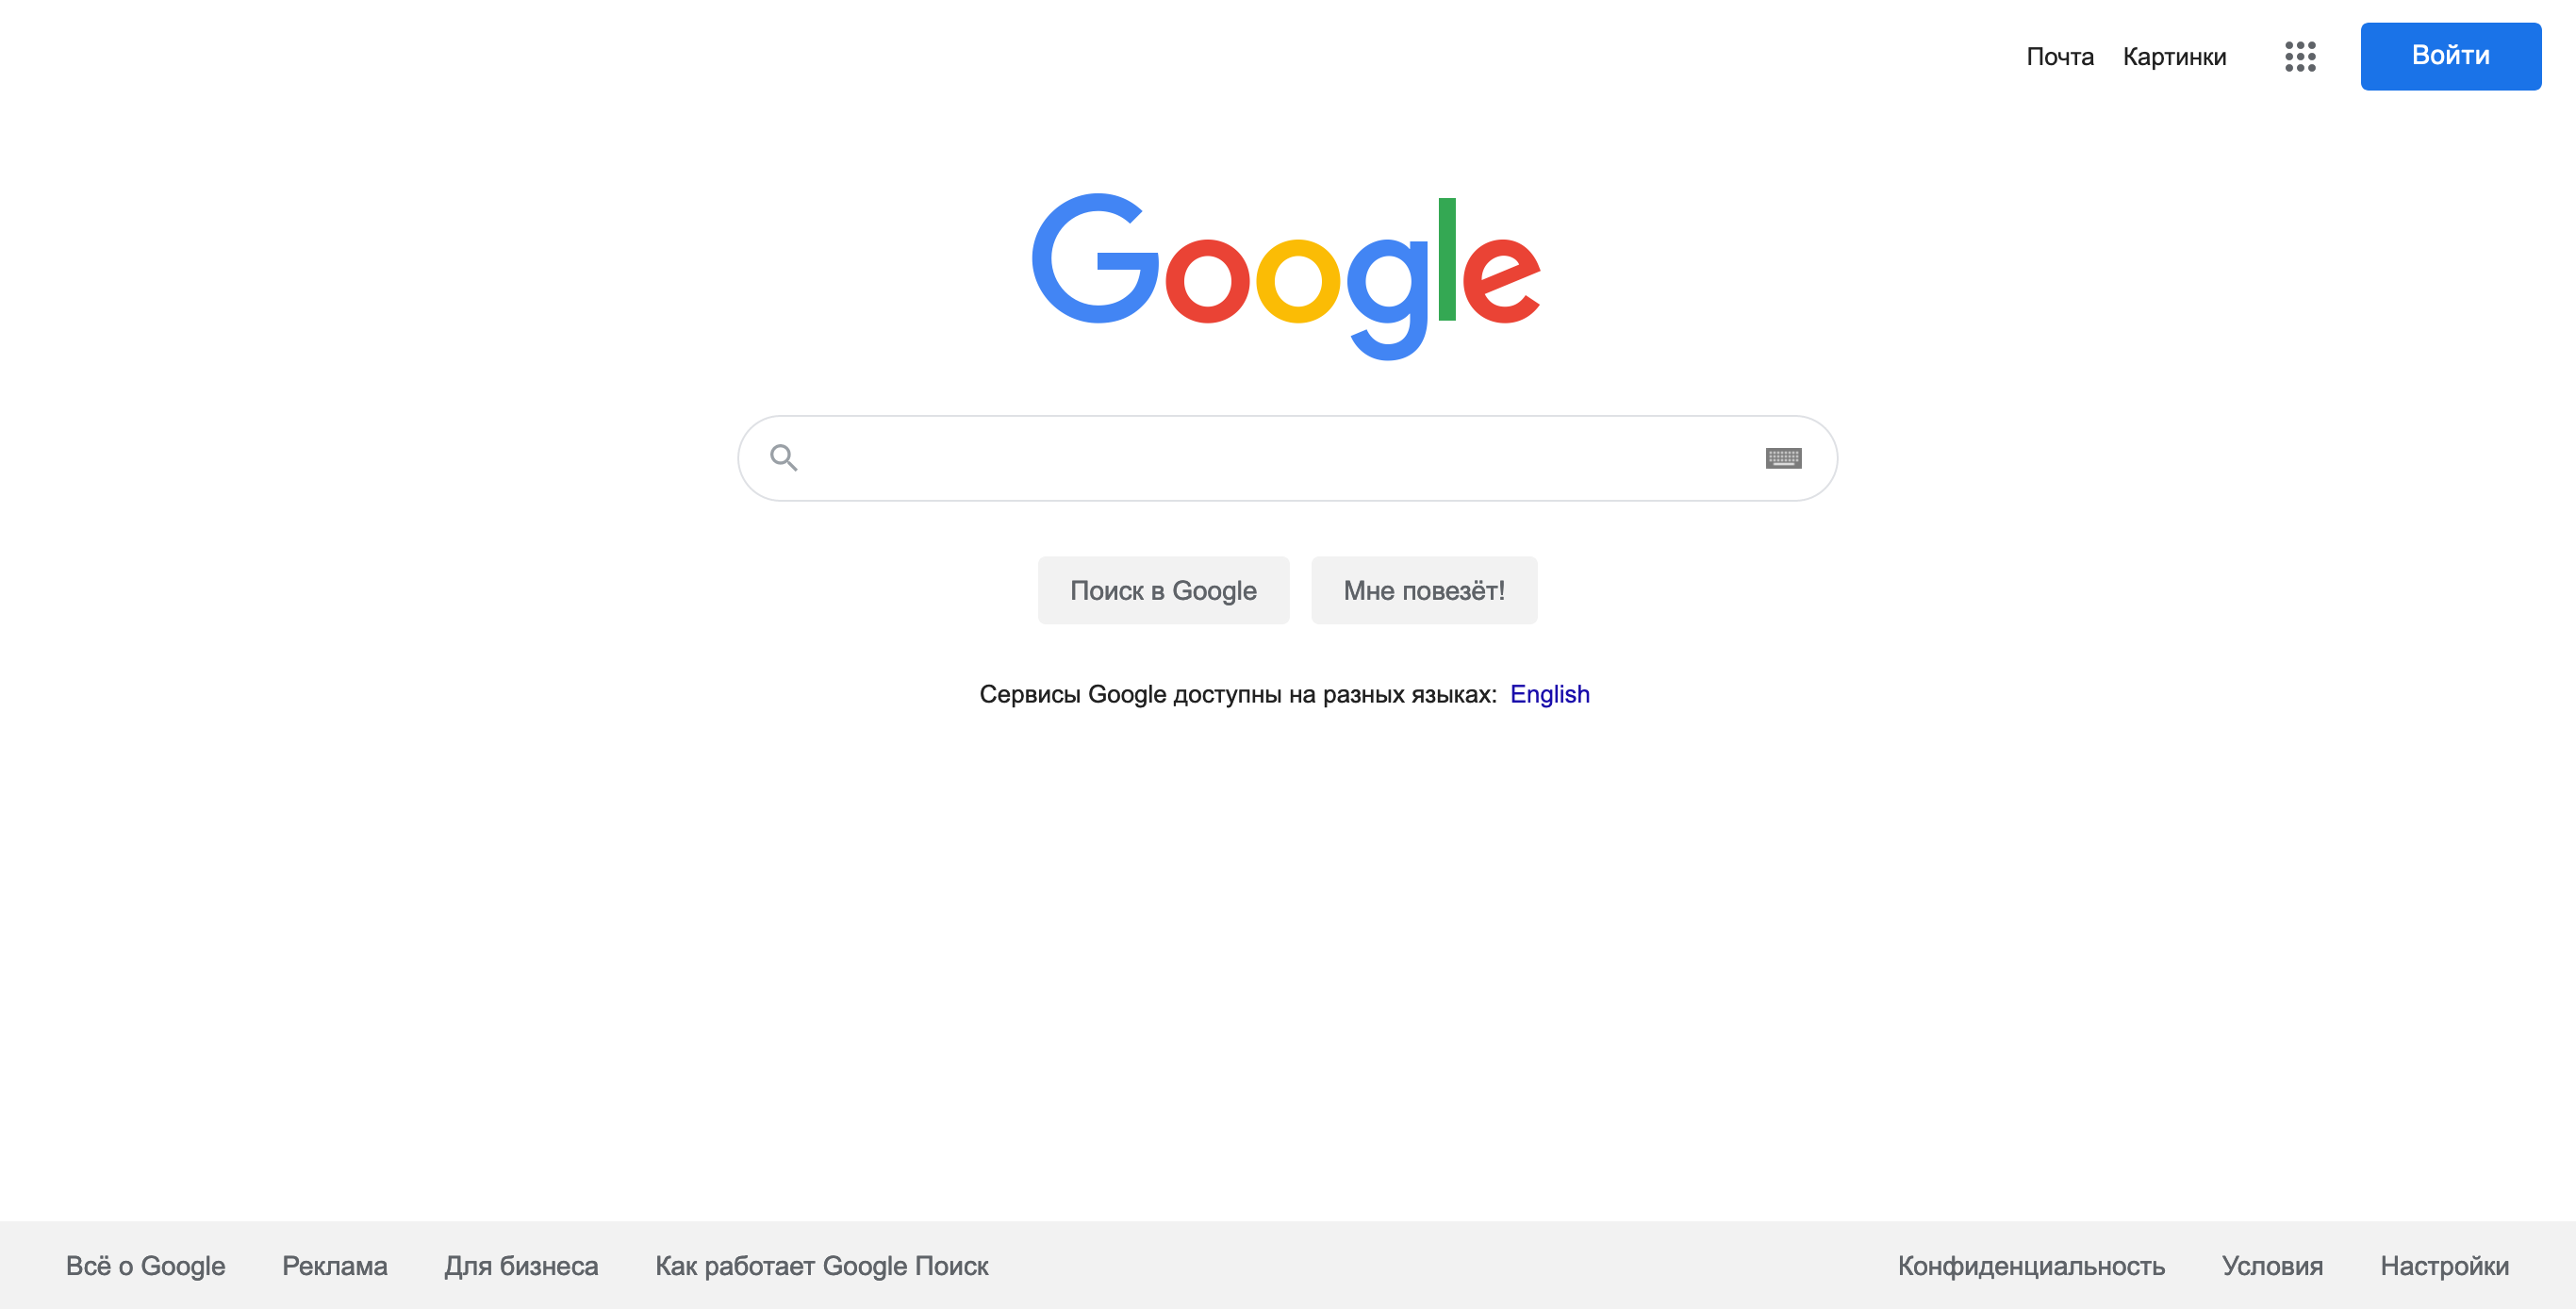 Почта Картинки Войти
Google
Поиск в Google Мне повезёт!
Сервисы Google доступны на разных языках: English
Всё о Google Реклама Для бизнеса Как работает Google Поиск Конфиденциальность Условия Настройки